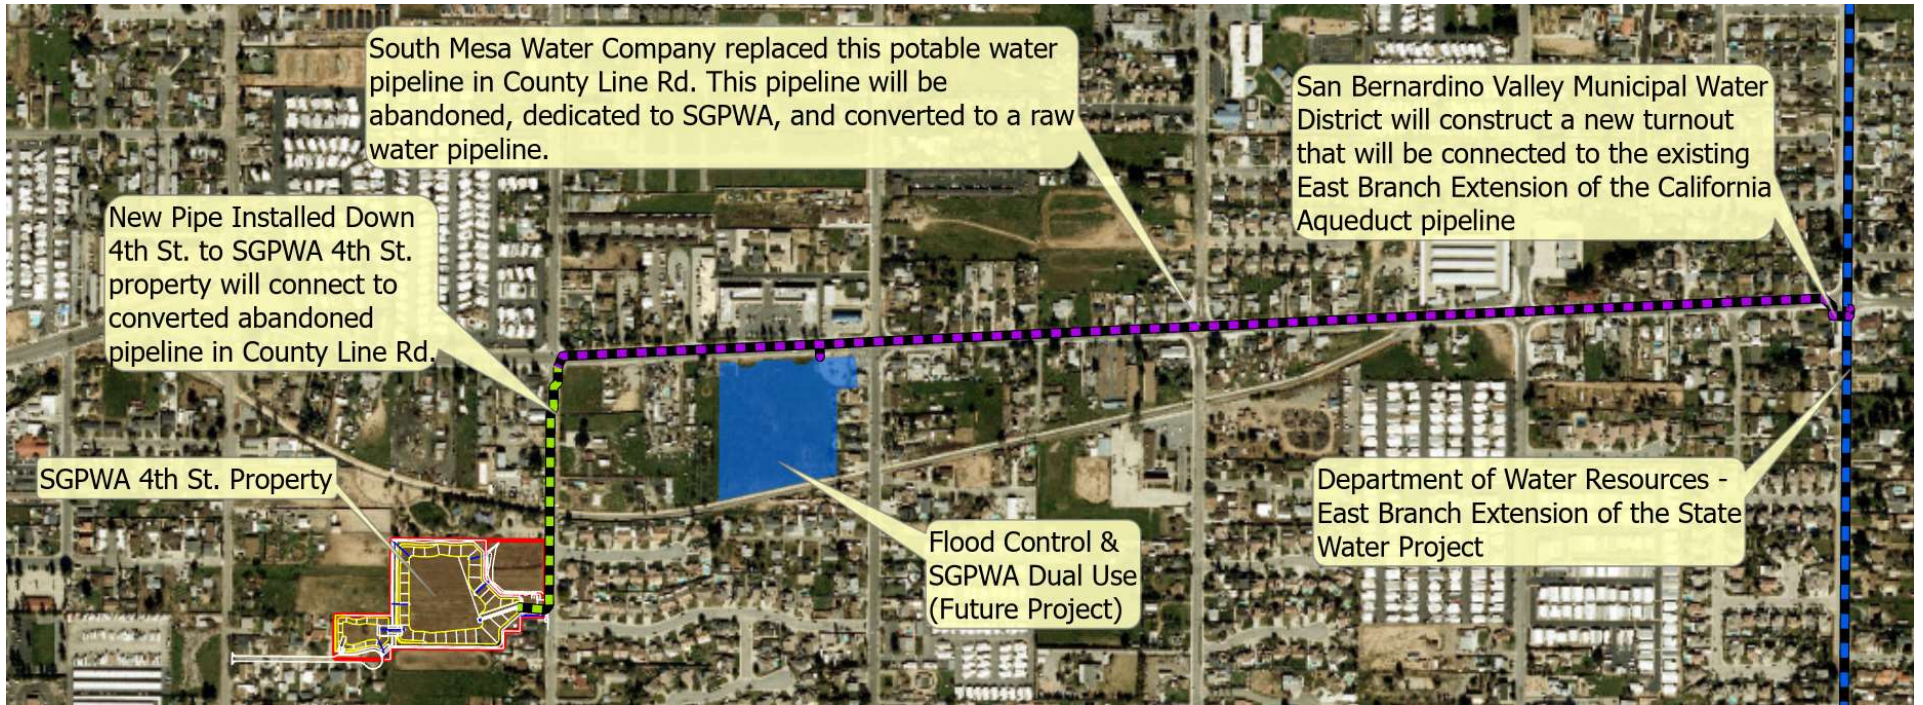 South Mesa Water Company replaced this potable water
pipeline in County Line Rd. This pipeline will be
abandoned, dedicated to SGPWA, and converted to a raw
water pipeline.
San Bernardino Valley Municipal Water
District will construct a new turnout
that will be connected to the existing
East Branch Extension of the California
Aqueduct pipeline
New Pipe Installed Down
4th St. to SGPWA 4th St.
property will connect to
converted abandoned
pipeline in County Line Rd.
SGPWA 4th St. Property
Flood Control &
SGPWA Dual Use
(Future Project)
Department of Water Resources -
East Branch Extension of the State
Water Project